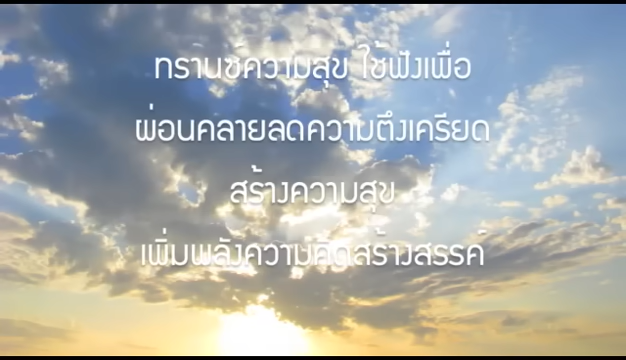 ทรานซ์ความสุข ใช้ฟังเพื่อ
ผ่อนคลายลดความตึงเครียด
สร้างความสุข
เพิ่มพลังความคิดสร้างสรรค์